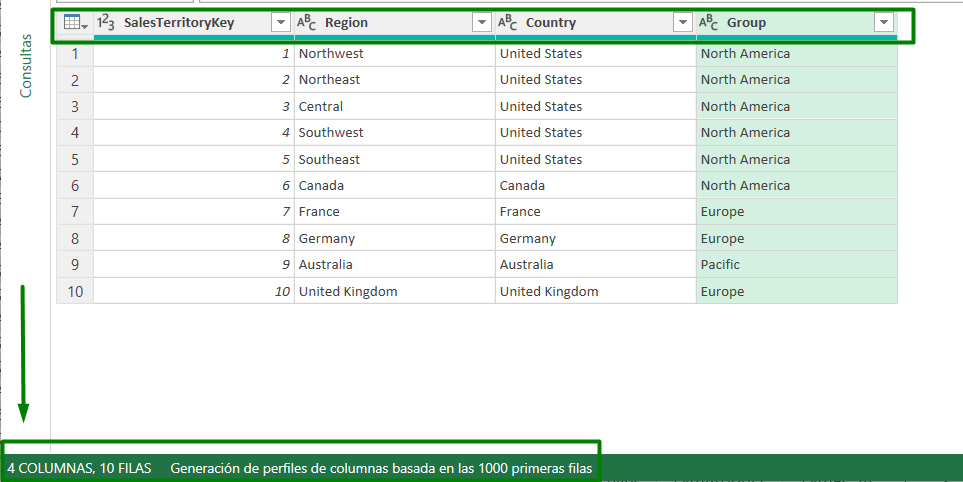 1²3 SalesTerritoryKey ABC Region ABC Country ABC Group
Consultas
1 1 Northwest United States North America
2 2 Northeast United States North America
3 3 Central United States North America
4 4 Southwest United States North America
5 5 Southeast United States North America
6 6 Canada Canada North America
7 7 France France Europe
8 8 Germany Germany Europe
9 9 Australia Australia Pacific
10 10 United Kingdom United Kingdom Europe
4 COLUMNAS, 10 FILAS Generación de perfiles de columnas basada en las 1000 primeras filas